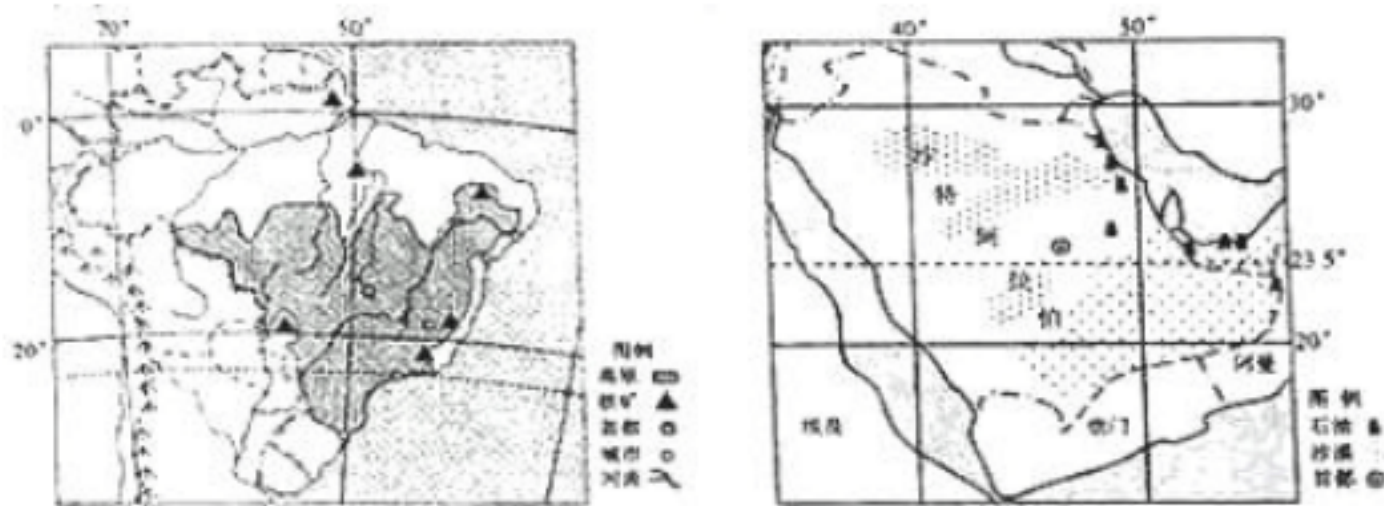 70°
50°
0°
20°
图例
高原
铁矿
首都
城市
河流
40°
50°
30°
23.5°
20°
沙
特
阿
拉
伯
阿曼
也门
埃及
图例
石油
沙漠
首都